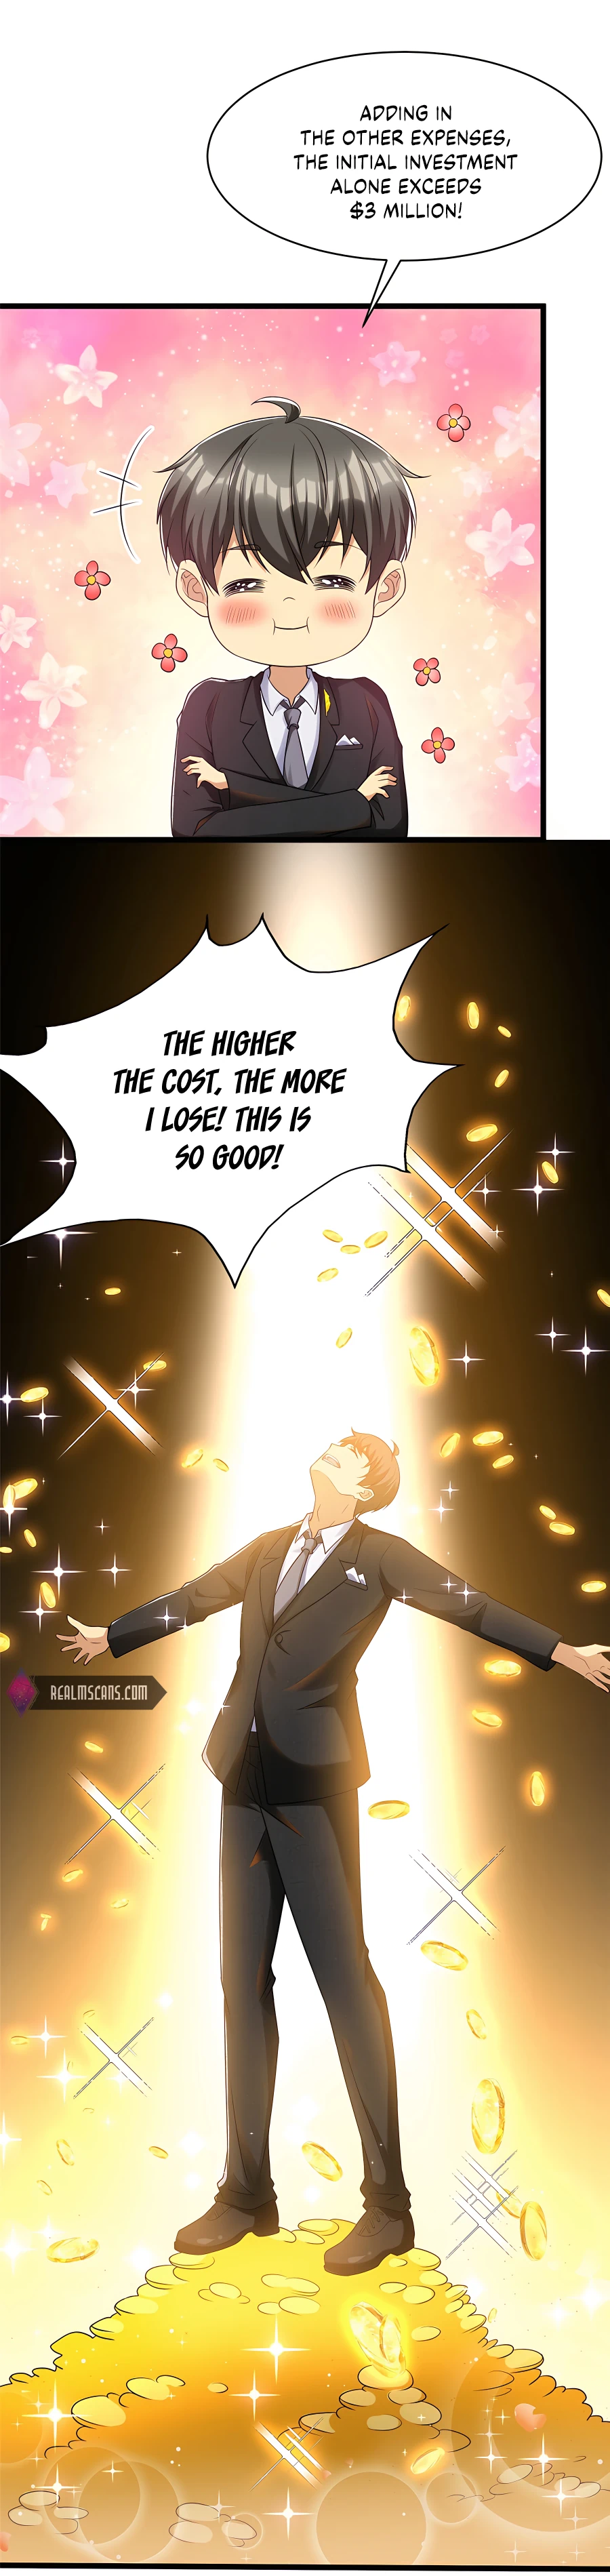 ADDING IN
THE OTHER EXPENSES,
THE INITIAL INVESTMENT
ALONE EXCEEDS
$3 MILLION!
THE HIGHER
THE COST, THE MORE
I LOSE! THIS IS
SO GOOD!
REALMSCANS.COM